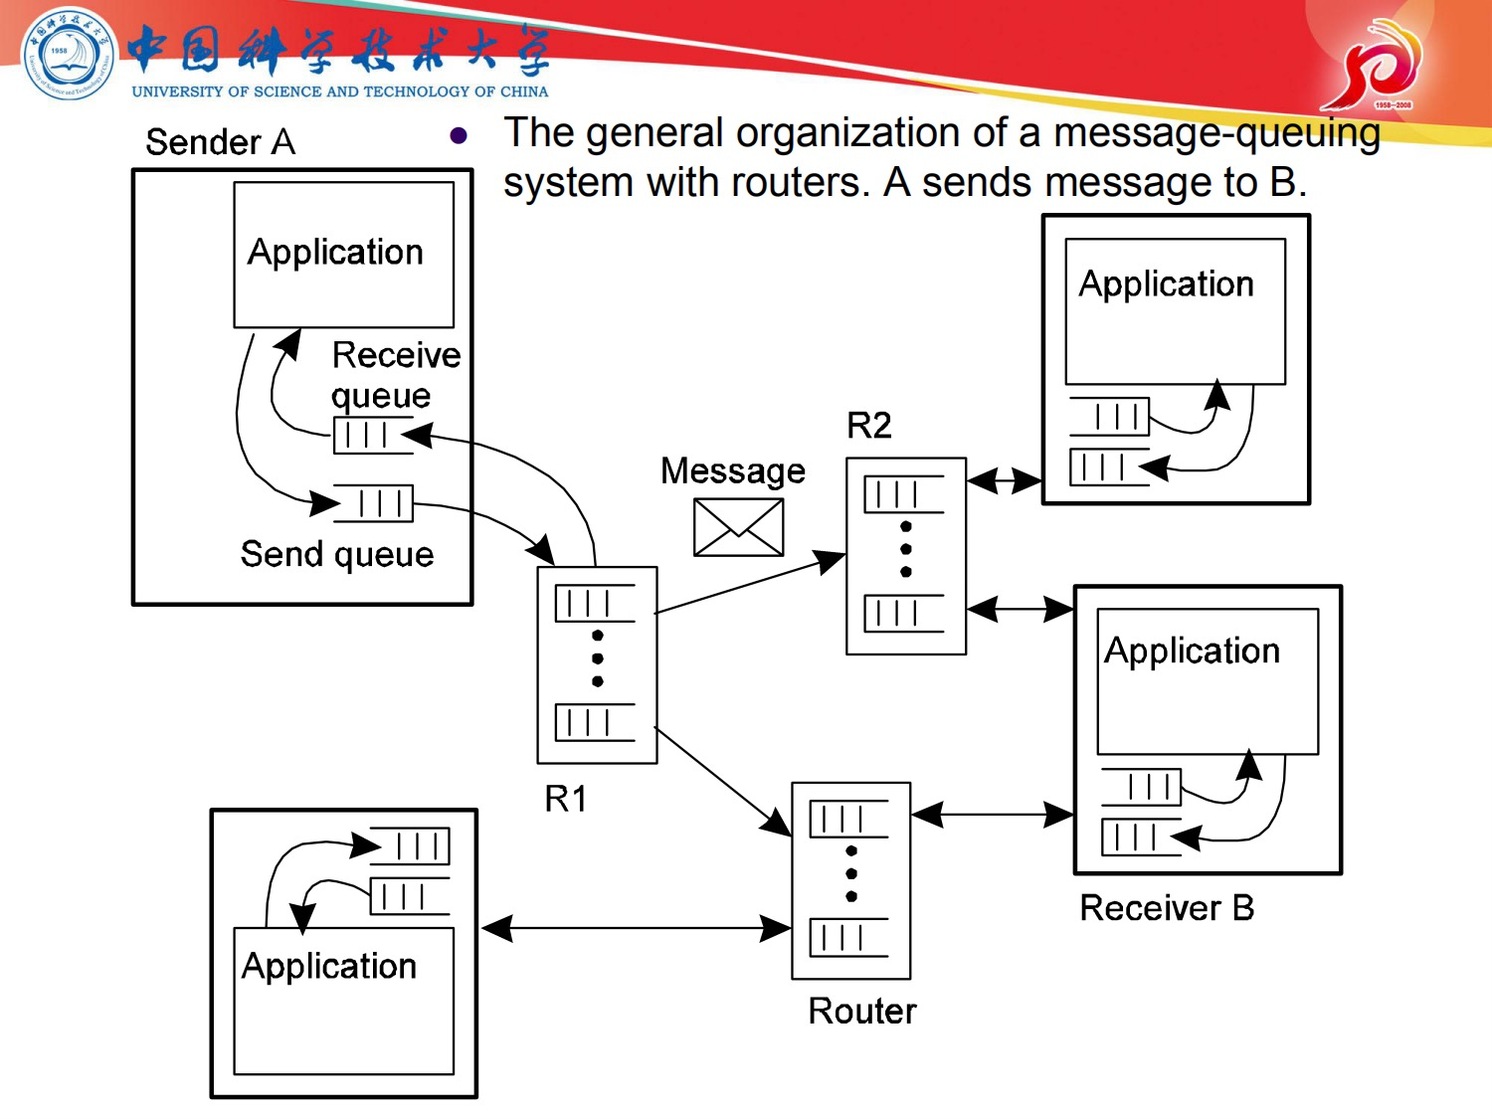 中国科学技术大学
UNIVERSITY OF SCIENCE AND TECHNOLOGY OF CHINA
1958
1958-2008
• The general organization of a message-queuing
system with routers. A sends message to B.
Sender A
Application
Receive
queue
Send queue
R1
Message
R2
Application
Application
Receiver B
Router
Application